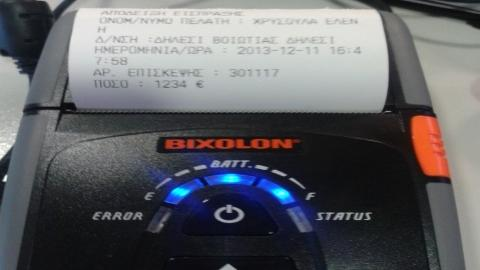 ΑΠΟΔΕΙΞΗ ΕΙΣΠΡΑΞΗΣ
ΟΝΟΜ/ΝΥΜΟ ΠΕΛΑΤΗ : ΧΡΥΣΟΥΛΑ ΕΛΕΝ
Η
Δ/ΝΣΗ :ΔΗΛΕΣΙ ΒΟΙΩΤΙΑΣ ΔΗΛΕΣΙ
ΗΜΕΡΟΜΗΝΙΑ/ΩΡΑ : 2013-12-11 16:4
7:58
ΑΡ. ΕΠΙΣΚΕΨΗΣ : 301117
ΠΟΣΟ : 1234 €
BIXOLON
BATT.
E F
ERROR STATUS